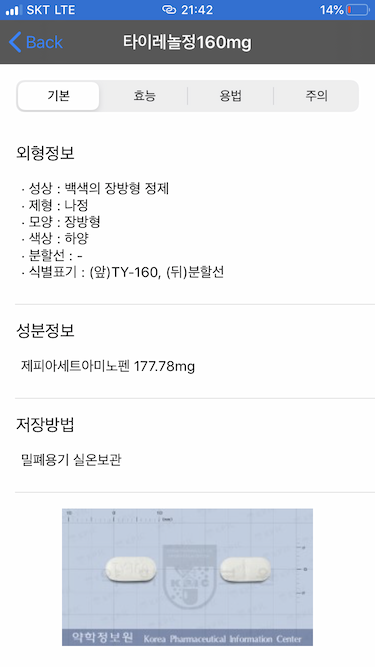 SKT LTE 21:42 14%
Back 타이레놀정160mg
기본 효능 용법 주의
외형정보
· 성상 : 백색의 장방형 정제
· 제형 : 나정
· 모양 : 장방형
· 색상 : 하양
· 분할선 : -
· 식별표기 : (앞)TY-160, (뒤)분할선
성분정보
제피아세트아미노펜 177.78mg
저장방법
밀폐용기 실온보관
약학정보원 Korea Pharmaceutical Information Center